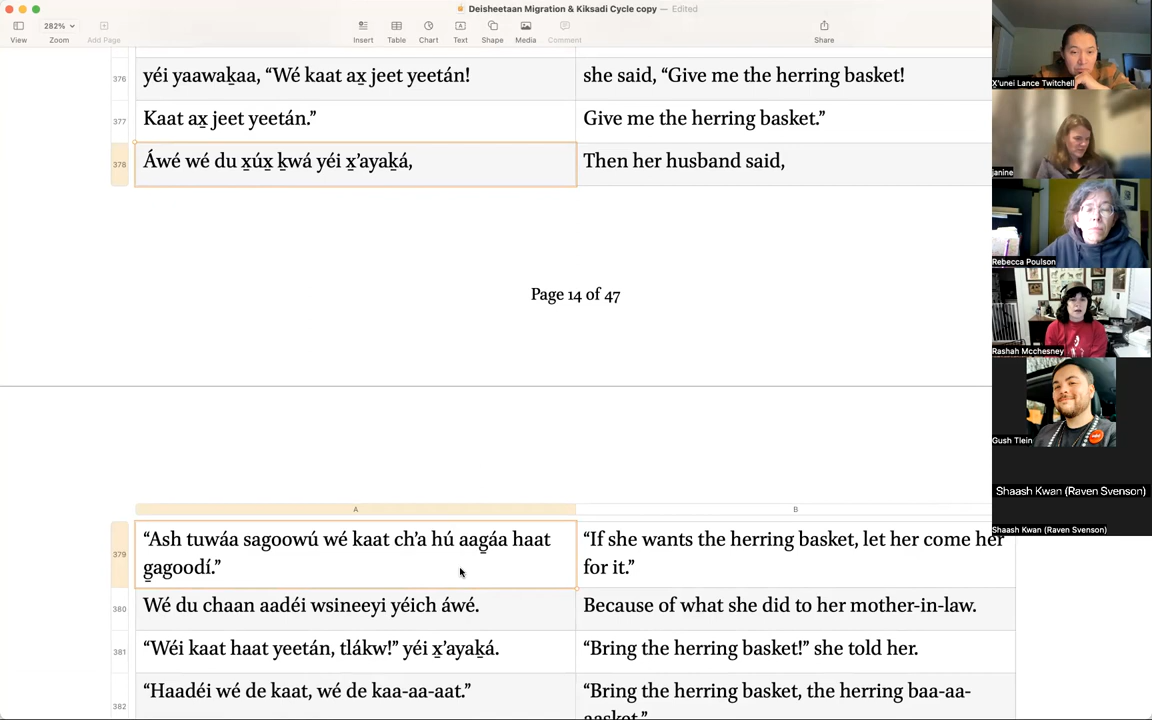 Deisheetaan Migration & Kiksadi Cycle copy — Edited
282%
View
Zoom
Add Page
Insert
Table
Chart
Text
Shape
Media
Comment
Share
376
yéi yaawaḵaa, “Wé kaat ax̱ jeet yeetán!
she said, “Give me the herring basket!
377
Kaat ax̱ jeet yeetán.”
Give me the herring basket.”
378
Áwé wé du x̱úx̱ ḵwá yéi x̱’ayaḵá,
Then her husband said,
Page 14 of 47
A
B
379
“Ash tuwáa sagoowú wé kaat ch’a hú aag̱áa haat
g̱agoodí.”
“If she wants the herring basket, let her come her
for it.”
380
Wé du chaan aadéi wsineeyi yéich áwé.
Because of what she did to her mother-in-law.
381
“Wéi kaat haat yeetán, tlákw!” yéi x̱’ayaḵá.
“Bring the herring basket!” she told her.
382
“Haadéi wé de kaat, wé de kaa-aa-aat.”
“Bring the herring basket, the herring baa-aa-
aasket.”
X'unei Lance Twitchell
janine
Rebecca Poulson
Rashah Mcchesney
Gush Tlein
Shaash Kwan (Raven Svenson)
Shaash Kwan (Raven Svenson)